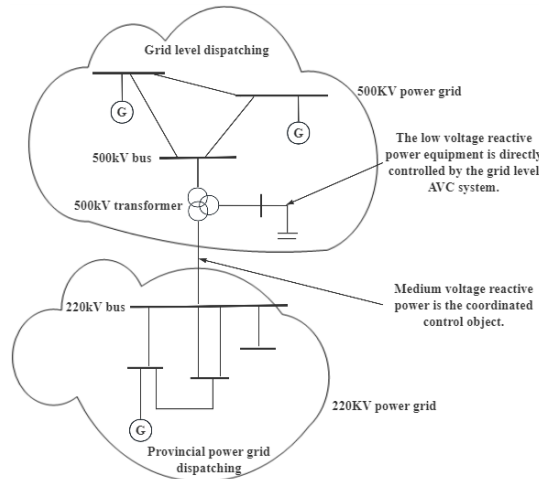 Grid level dispatching
G
500KV power grid
G
The low voltage reactive
power equipment is directly
controlled by the grid level
AVC system.
500kV bus
500kV transformer
Medium voltage reactive
power is the coordinated
control object.
220kV bus
220KV power grid
G
Provincial power grid
dispatching